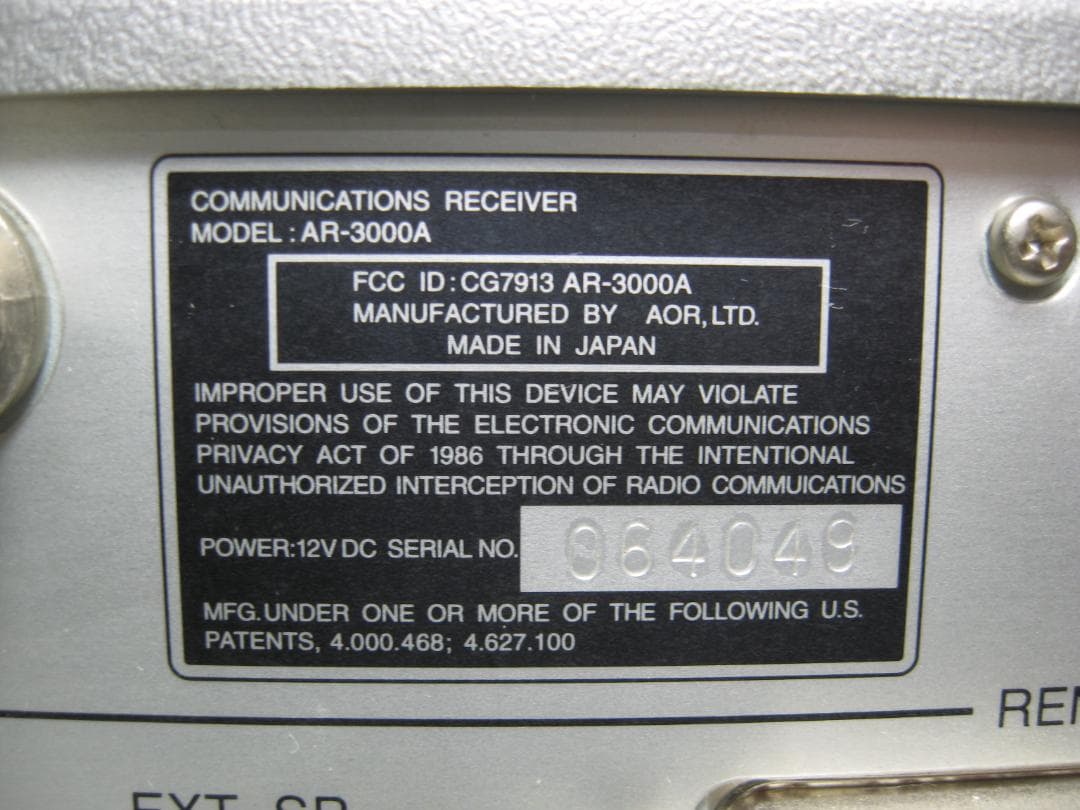 COMMUNICATIONS RECEIVER
MODEL : AR-3000A
FCC ID : CG7913 AR-3000A
MANUFACTURED BY AOR, LTD.
MADE IN JAPAN
IMPROPER USE OF THIS DEVICE MAY VIOLATE
PROVISIONS OF THE ELECTRONIC COMMUNICATIONS
PRIVACY ACT OF 1986 THROUGH THE INTENTIONAL
UNAUTHORIZED INTERCEPTION OF RADIO COMMUICATIONS
POWER:12V DC SERIAL NO.
MFG.UNDER ONE OR MORE OF THE FOLLOWING U.S.
PATENTS, 4.000.468; 4.627.100
REM
EXT SP